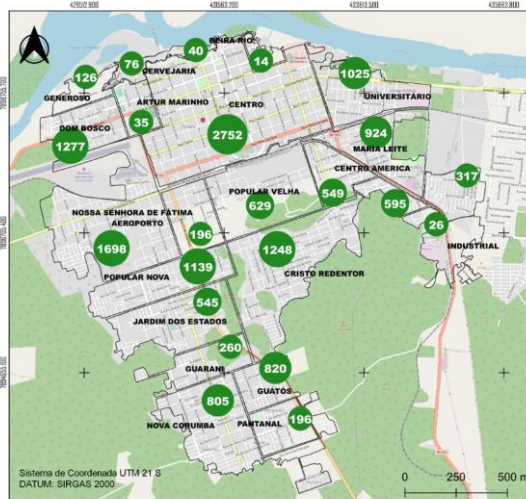 40
BEIRA RIO
76
14
CERVEJARIA
126
1025
GENEROSO
ARTUR MARINHO
CENTRO
UNIVERSITÁRIO
DOM BOSCO
35
1277
2752
924
MARIA LEITE
CENTRO AMERICA
317
POPULAR VELHA
549
629
595
NOSSA SENHORA DE FÁTIMA
AEROPORTO
196
26
1698
1248
INDUSTRIAL
POPULAR NOVA
1139
CRISTO REDENTOR
545
JARDIM DOS ESTADOS
260
GUARANI
820
GUATÓS
805
196
NOVA CORUMBÁ
PANTANAL
Sistema de Coordenada UTM 21 S
DATUM: SIRGAS 2000
0 250 500 m